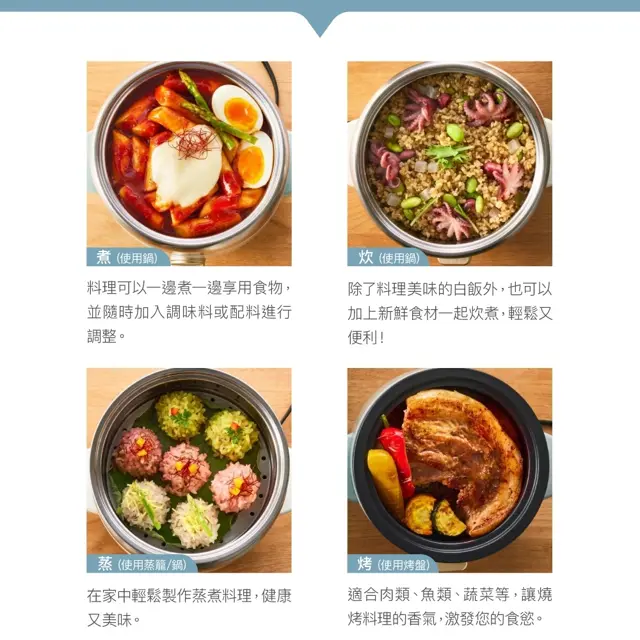 煮(使用鍋)
料理可以一邊煮一邊享用食物,
並隨時加入調味料或配料進行
調整。
炊(使用鍋)
除了料理美味的白飯外,也可以
加上新鮮食材一起炊煮,輕鬆又
便利!
蒸(使用蒸籠/鍋)
在家中輕鬆製作蒸煮料理,健康
又美味。
烤(使用烤盤)
適合肉類、魚類、蔬菜等,讓燒
烤料理的香氣,激發您的食慾。